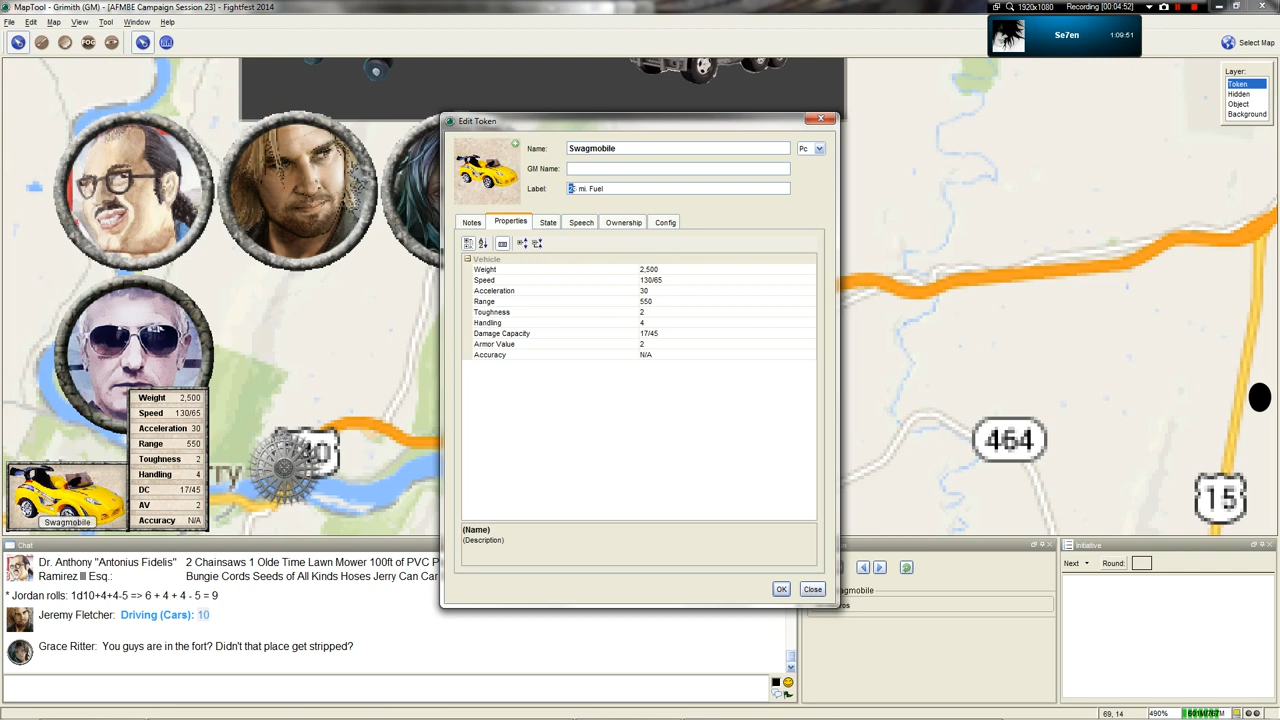 MapTool - Grimith (GM) - [AFMBE Campaign Session 23] - Fightfest 2014
1920x1080
Recording [00:04:52]
File Edit Map View Tool Window Help
FOG
Se7en
1:09:51
Select Map
Layer:
Token
Hidden
Object
Background
Edit Token
Name: Swagmobile Pc
GM Name:
Label: mi. Fuel
Notes Properties State Speech Ownership Config
Vehicle
Weight 2,500
Speed 130/65
Acceleration 30
Range 550
Toughness 2
Handling 4
Damage Capacity 17/45
Armor Value 2
Accuracy N/A
(Name)
(Description)
OK Close
Weight 2,500
Speed 130/65
Acceleration 30
Range 550
Toughness 2
Handling 4
DC 17/45
AV 2
Accuracy N/A
Swagmobile
464
15
Chat
Dr. Anthony "Antonius Fidelis" 2 Chainsaws 1 Olde Time Lawn Mower 100ft of PVC P
Ramirez III Esq.: Bungie Cords Seeds of All Kinds Hoses Jerry Can Car
* Jordan rolls: 1d10+4+4-5 => 6 + 4 + 4 - 5 = 9
Jeremy Fletcher: Driving (Cars): 10
Grace Ritter: You guys are in the fort? Didn't that place get stripped?
Initiative
Next Round:
69, 14
490%
601M/767M